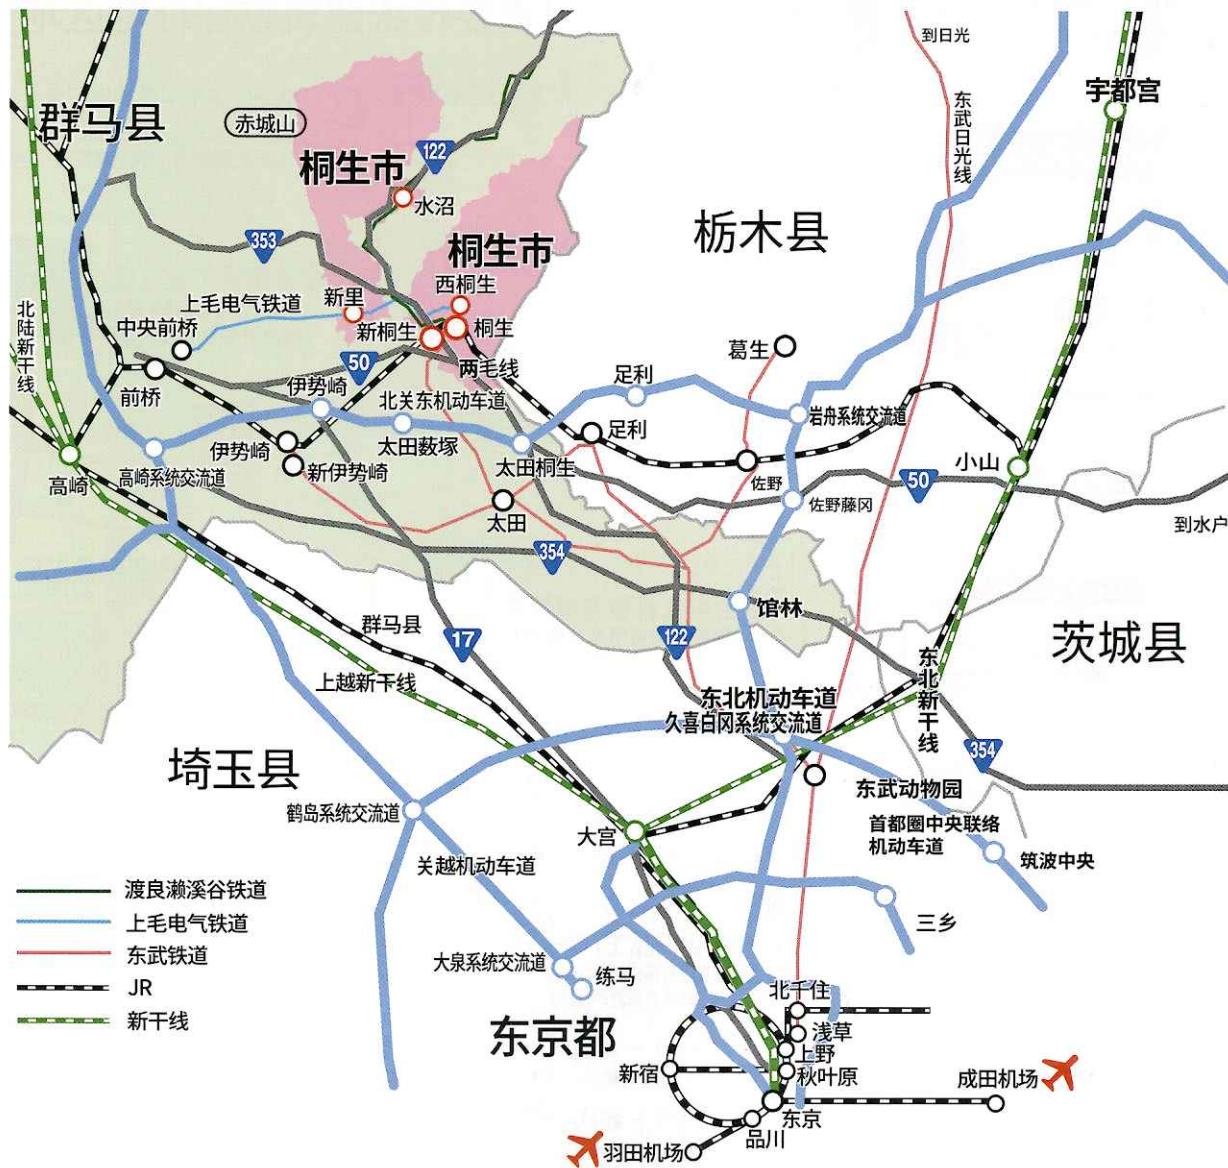 到日光
宇都宫
群马县
赤城山
东武日光线
122
桐生市
水沼
栃木县
353
桐生市
西桐生
新里
上毛电气铁道
北陆新干线
中央前桥
新桐生
桐生
葛生
50
两毛线
前桥
足利
伊势崎
北关东机动车道
岩舟系统交流道
太田薮塚
足利
伊势崎
太田桐生
高崎系统交流道
新伊势崎
小山
高崎
佐野
50
太田
佐野藤冈
到水户
354
馆林
群马县
17
122
茨城县
上越新干线
东北新干线
东北机动车道
久喜白冈系统交流道
354
埼玉县
东武动物园
鹤岛系统交流道
大宫
首都圈中央联络
机动车道
筑波中央
关越机动车道
渡良濑溪谷铁道
上毛电气铁道
三乡
东武铁道
大泉系统交流道
练马
JR
北千住
新干线
东京都
浅草
上野
新宿
秋叶原
成田机场
东京
品川
羽田机场